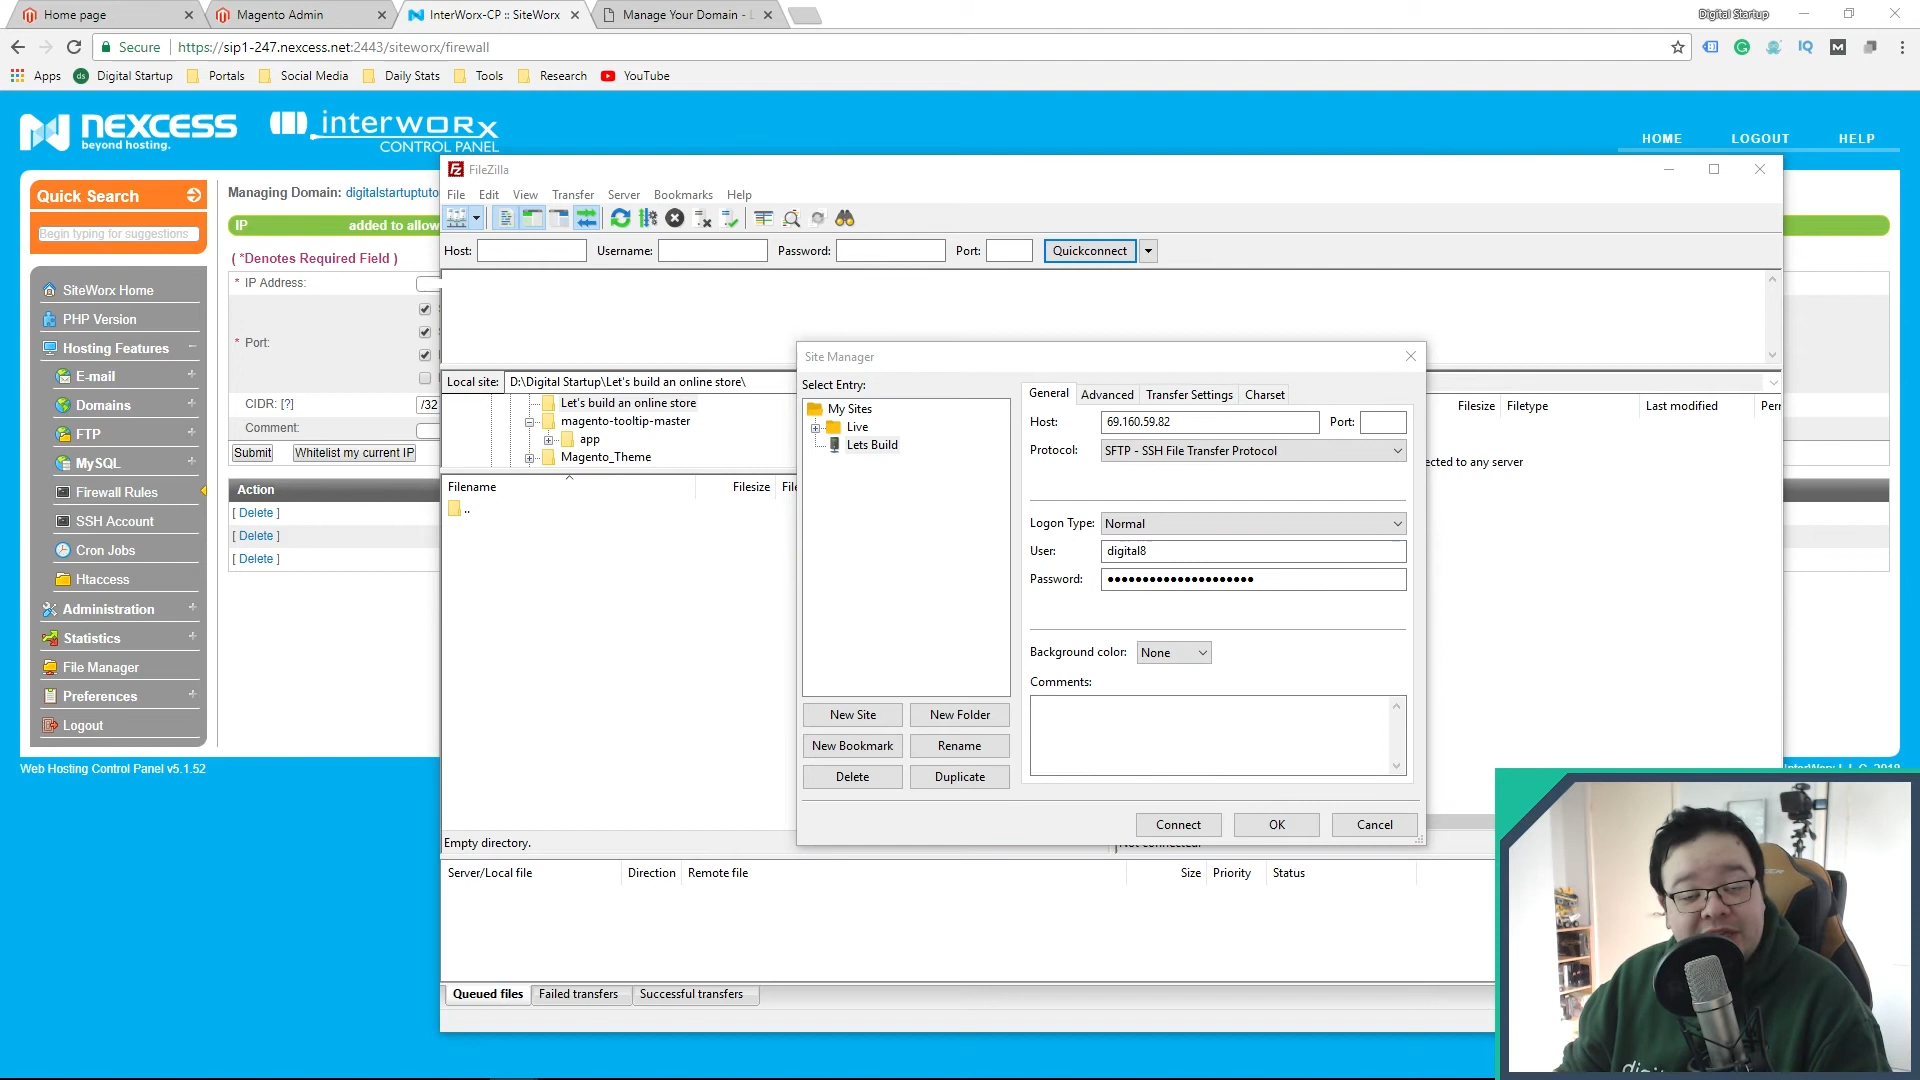 Home page
Magento Admin
InterWorx-CP :: SiteWorx
Manage Your Domain -
Digital Startup
Secure
https://sip1-247.nexcess.net:2443/siteworx/firewall
Apps
Digital Startup
Portals
Social Media
Daily Stats
Tools
Research
YouTube
NEXCESS
beyond hosting.
interworx
CONTROL PANEL
HOME
LOGOUT
HELP
Quick Search
Begin typing for suggestions
SiteWorx Home
PHP Version
Hosting Features
E-mail
Domains
FTP
MySQL
Firewall Rules
SSH Account
Cron Jobs
Htaccess
Administration
Statistics
File Manager
Preferences
Logout
Web Hosting Control Panel v5.1.52
Managing Domain: digitalstartuptuto
IP added to allow
( *Denotes Required Field )
* IP Address:
* Port:
CIDR: [?]
/32
Comment:
Submit
Whitelist my current IP
Action
[ Delete ]
[ Delete ]
[ Delete ]
FileZilla
File Edit View Transfer Server Bookmarks Help
Host: Username: Password: Port: Quickconnect
Local site: D:\Digital Startup\Let's build an online store\
Let's build an online store
magento-tooltip-master
app
Magento_Theme
Filename Filesize
..
Empty directory.
Filesize Filetype Last modified
ected to any server
Site Manager
Select Entry:
My Sites
Live
Lets Build
New Site
New Folder
New Bookmark
Rename
Delete
Duplicate
General Advanced Transfer Settings Charset
Host: 69.160.59.82 Port:
Protocol: SFTP - SSH File Transfer Protocol
Logon Type: Normal
User: digital8
Password: •••••••••••••••••••••
Background color: None
Comments:
Connect
OK
Cancel
Server/Local file Direction Remote file Size Priority Status
Queued files Failed transfers Successful transfers